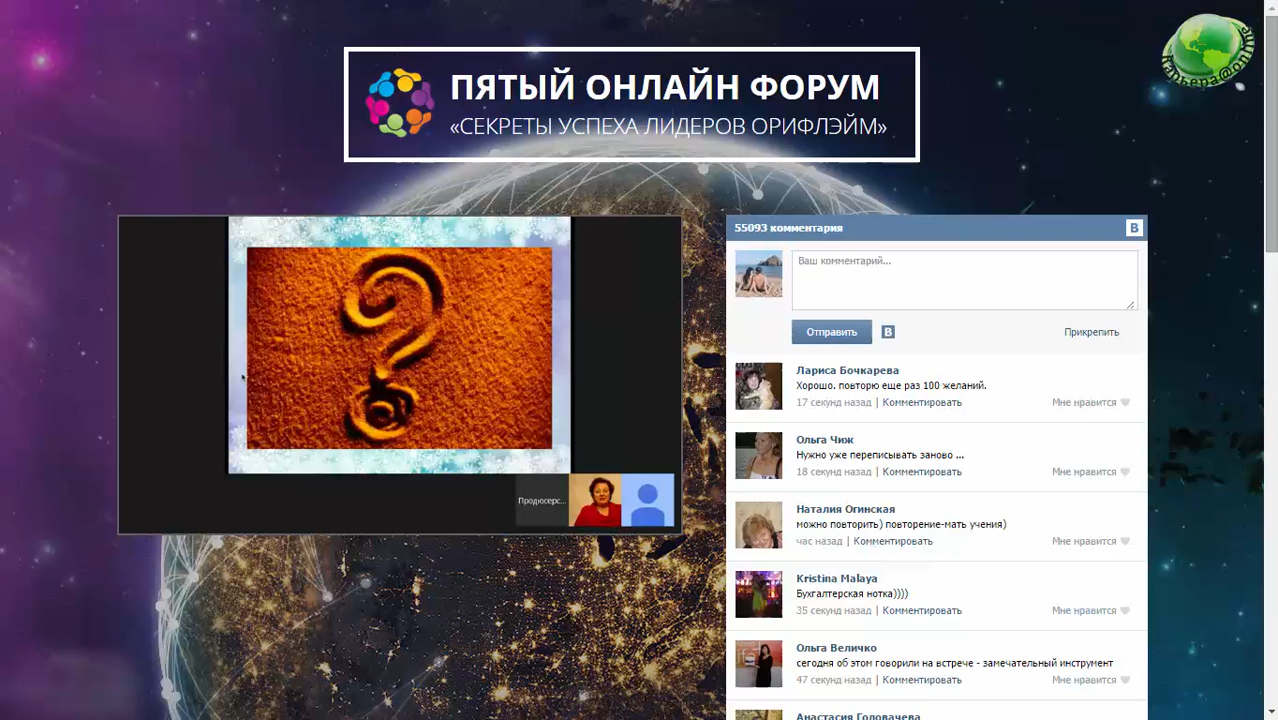 ПЯТЫЙ ОНЛАЙН ФОРУМ
«СЕКРЕТЫ УСПЕХА ЛИДЕРОВ ОРИФЛЭЙМ»
карьера@online
Продюсерс...
55093 комментария
В
Ваш комментарий...
Отправить
В
Прикрепить
Лариса Бочкарева
Хорошо. повторю еще раз 100 желаний.
17 секунд назад | Комментировать
Мне нравится
Ольга Чиж
Нужно уже переписывать заново ...
18 секунд назад | Комментировать
Мне нравится
Наталия Огинская
можно повторить) повторение-мать учения)
час назад | Комментировать
Мне нравится
Kristina Malaya
Бухгалтерская нотка))))
35 секунд назад | Комментировать
Мне нравится
Ольга Величко
сегодня об этом говорили на встрече - замечательный инструмент
47 секунд назад | Комментировать
Мне нравится
Анастасия Головачева